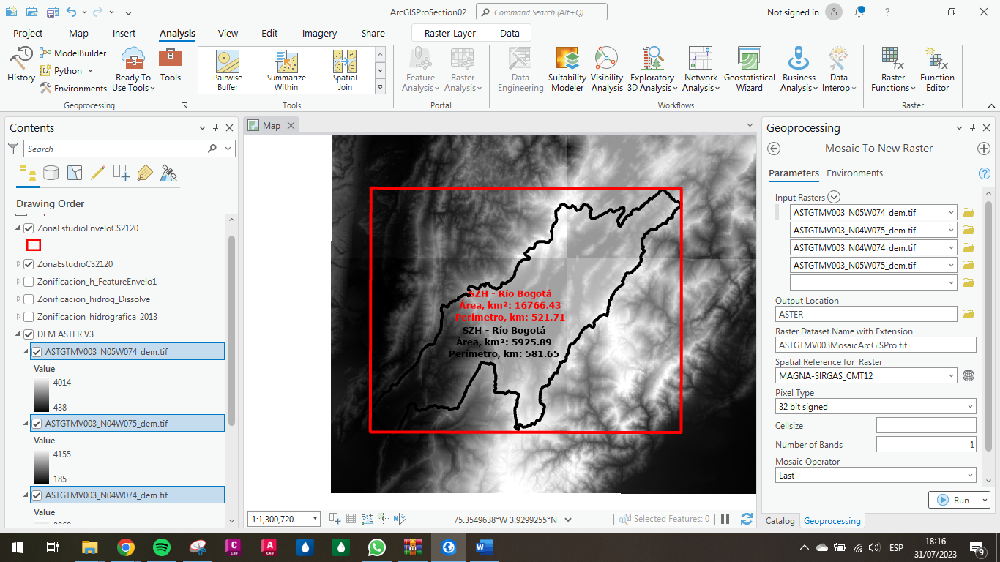 ArcGISProSection02
Command Search (Alt+Q)
Not signed in
?
Project
Map
Insert
Analysis
View
Edit
Imagery
Share
Raster Layer
Data
History
ModelBuilder
Python
Environments
Ready To
Use Tools
Tools
Pairwise
Buffer
Summarize
Within
Spatial
Join
Feature
Analysis
Raster
Analysis
Data
Engineering
Suitability
Modeler
Visibility
Analysis
Exploratory
3D Analysis
Network
Analysis
Geostatistical
Wizard
Business
Analysis
Data
Interop
Raster
Functions
Function
Editor
Geoprocessing
Tools
Portal
Workflows
Raster
Contents
Search
Drawing Order
ZonaEstudioEnveloCS2120
ZonaEstudioCS2120
Zonificacion_h_FeatureEnvelo1
Zonificacion_hidrog_Dissolve
Zonificacion_hidrografica_2013
DEM ASTER V3
ASTGTMV003_N05W074_dem.tif
Value
4014
438
ASTGTMV003_N04W075_dem.tif
Value
4155
185
ASTGTMV003_N04W074_dem.tif
Value
Map
SZH - Río Bogotá
Área, km²: 16766.43
Perímetro, km: 521.71
SZH - Río Bogotá
Área, km²: 5925.89
Perímetro, km: 581.65
1:1,300,720
75.3549638°W 3.9299255°N
Selected Features: 0
Geoprocessing
Mosaic To New Raster
Parameters
Environments
?
Input Rasters
ASTGTMV003_N05W074_dem.tif
ASTGTMV003_N04W075_dem.tif
ASTGTMV003_N04W074_dem.tif
ASTGTMV003_N05W075_dem.tif
Output Location
ASTER
Raster Dataset Name with Extension
ASTGTMV003MosaicArcGISPro.tif
Spatial Reference for Raster
MAGNA-SIRGAS_CMT12
Pixel Type
32 bit signed
Cellsize
Number of Bands
1
Mosaic Operator
Last
Run
Catalog
Geoprocessing
C
C3D
A
CAD
W
ESP
18:16
31/07/2023
9